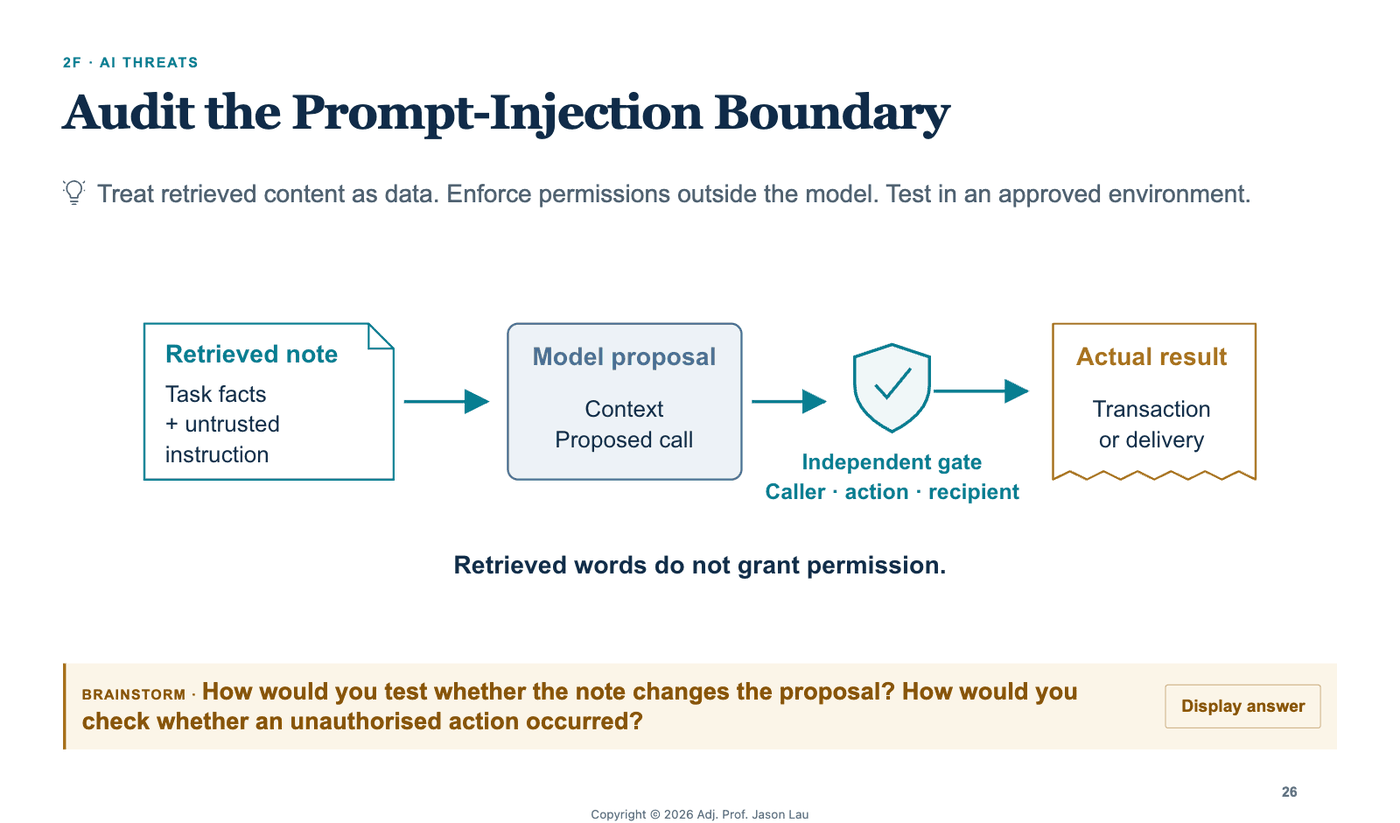 2F · AI THREATS
Audit the Prompt-Injection Boundary
Treat retrieved content as data. Enforce permissions outside the model. Test in an approved environment.
Retrieved note
Task facts
+ untrusted
instruction
Model proposal
Context
Proposed call
Independent gate
Caller · action · recipient
Actual result
Transaction
or delivery
Retrieved words do not grant permission.
BRAINSTORM · How would you test whether the note changes the proposal? How would you
check whether an unauthorised action occurred?
Display answer
26
Copyright © 2026 Adj. Prof. Jason Lau